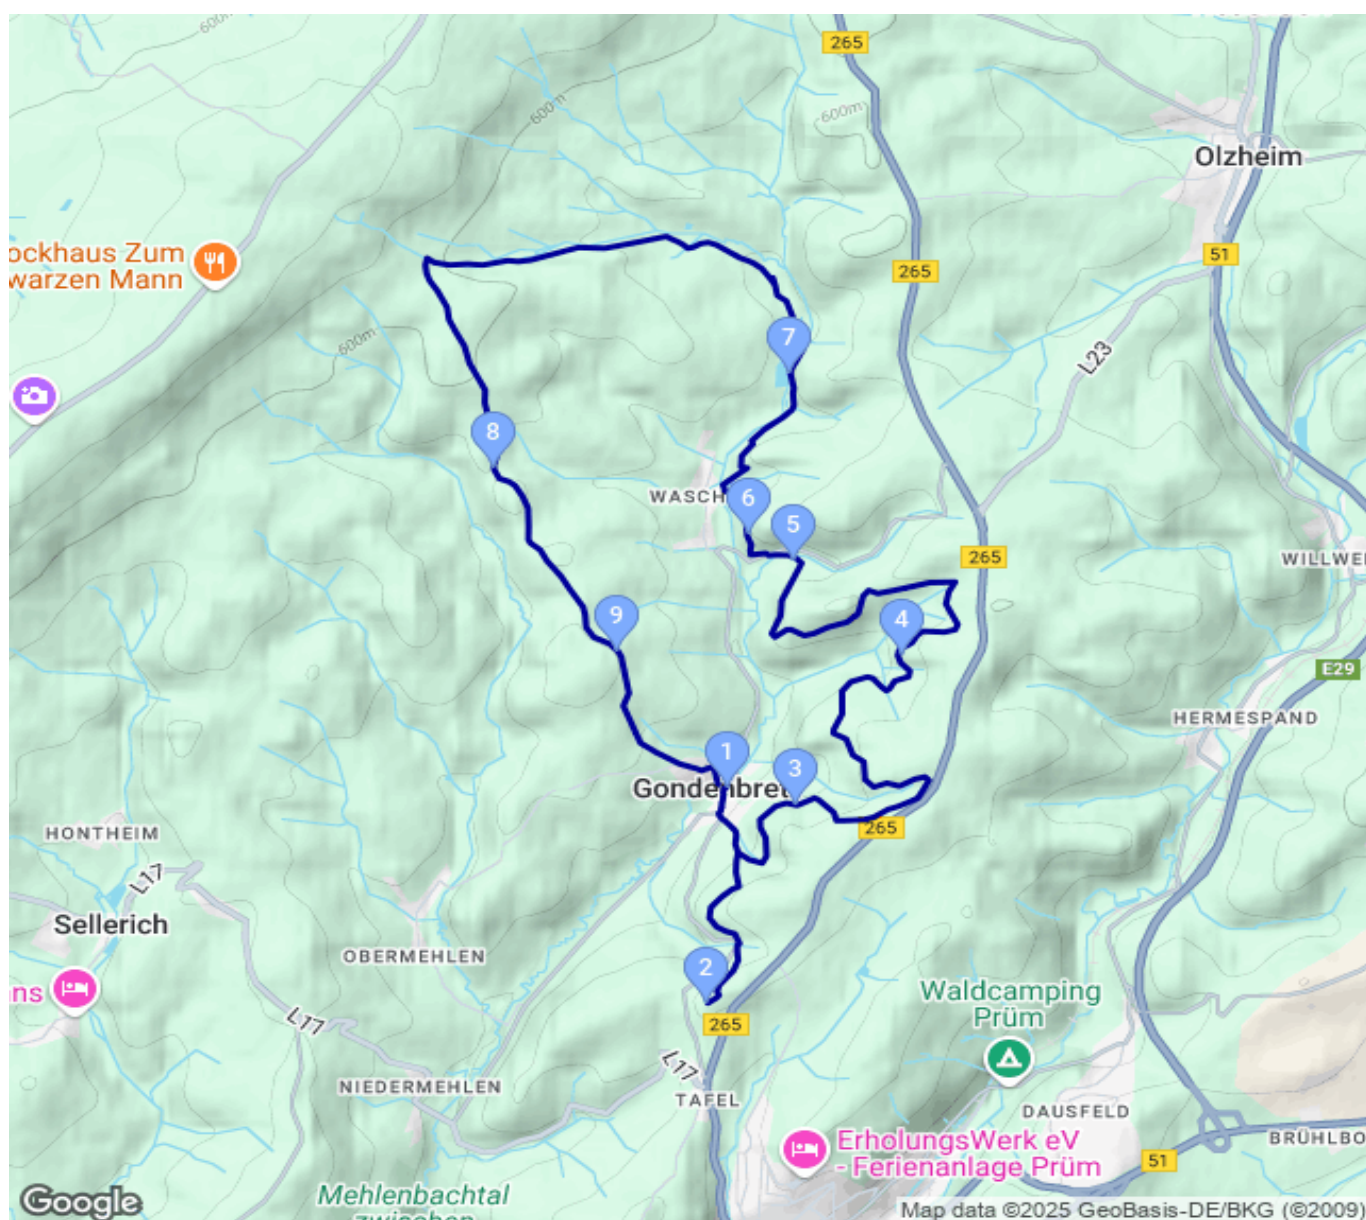 600m
265
600m
Olzheim
ockhaus Zum
warzen Mann
51
265
L23
600m
7
8
WASCH
6
5
265
WILLWE
9
4
E29
HERMESPAND
1
3
Gondenbret
265
HONTHEIM
L17
Sellerich
OBERMEHLEN
2
ns
Waldcamping
Prüm
265
L17
L17
NIEDERMEHLEN
TAFEL
DAUSFELD
ErholungsWerk eV
- Ferienanlage Prüm
51
BRÜHLBO
Mehlenbachtal
zwischen
Google
Map data ©2025 GeoBasis-DE/BKG (©2009)